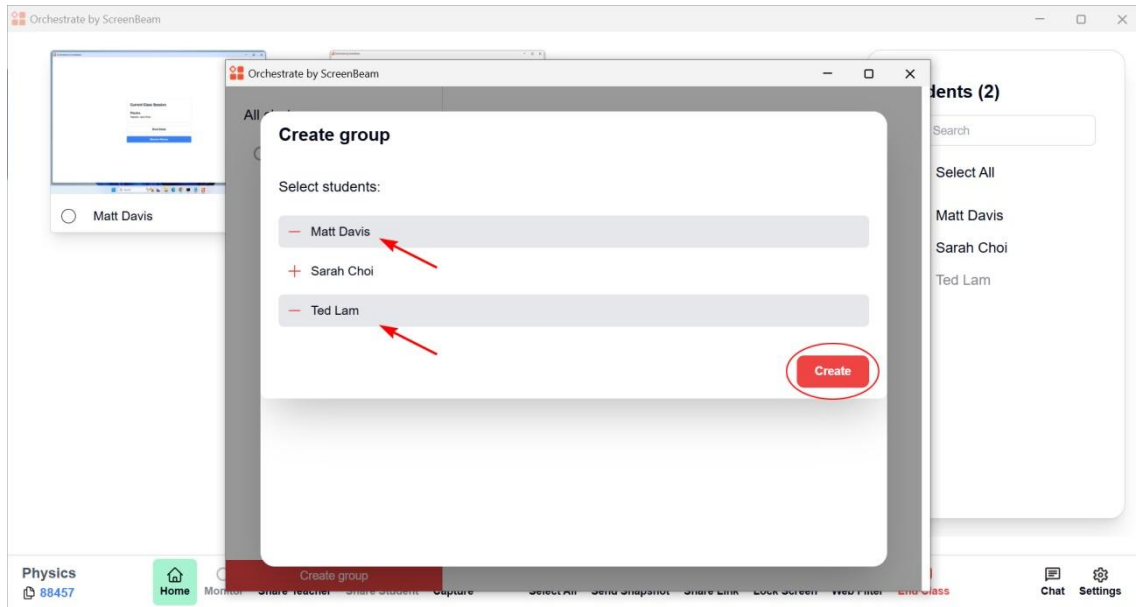 Orchestrate by ScreenBeam
Orchestrate by ScreenBeam
Create group
Select students:
Matt Davis
Sarah Choi
Ted Lam
Create
Create group
Matt Davis
dents (2)
Search
Select All
Matt Davis
Sarah Choi
Ted Lam
Physics
88457
Home
Chat
Settings